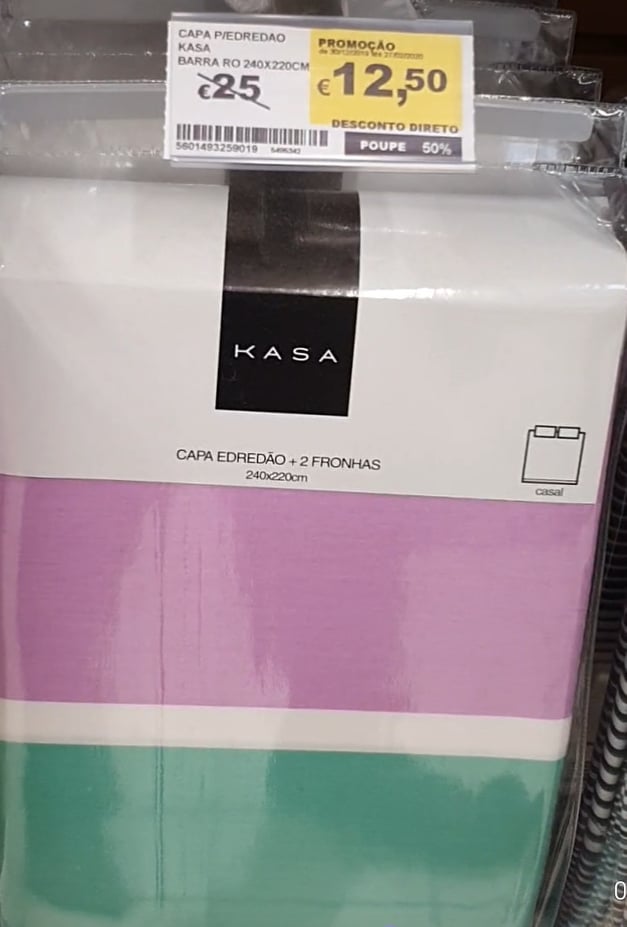 CAPA P/EDREDAO
KASA
BARRA RO 240X220CM
€25
PROMOÇÃO
€12,50
DESCONTO DIRETO
POUPE 50%
5601493259019
KASA
CAPA EDREDÃO + 2 FRONHAS
240x220cm
casal